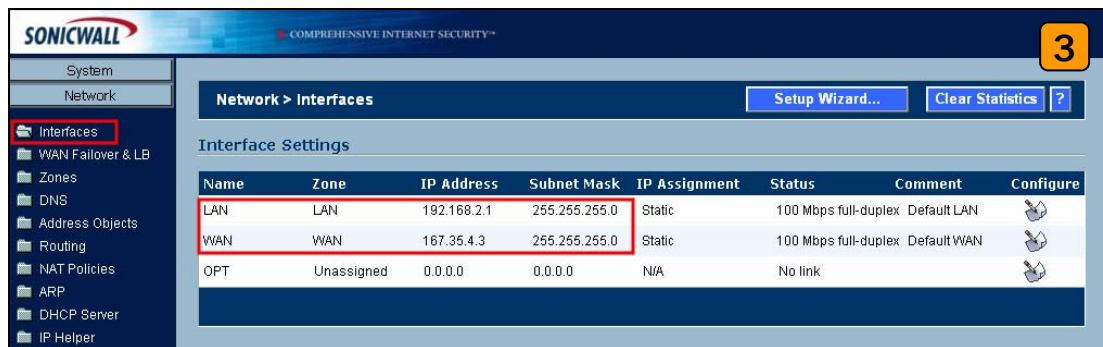 SONICWALL
COMPREHENSIVE INTERNET SECURITY™
3
System
Network
Interfaces
WAN Failover & LB
Zones
DNS
Address Objects
Routing
NAT Policies
ARP
DHCP Server
IP Helper
Network > Interfaces
Setup Wizard...
Clear Statistics
?
Interface Settings
Name Zone IP Address Subnet Mask IP Assignment Status Comment Configure
LAN LAN 192.168.2.1 255.255.255.0 Static 100 Mbps full-duplex Default LAN
WAN WAN 167.35.4.3 255.255.255.0 Static 100 Mbps full-duplex Default WAN
OPT Unassigned 0.0.0.0 0.0.0.0 N/A No link